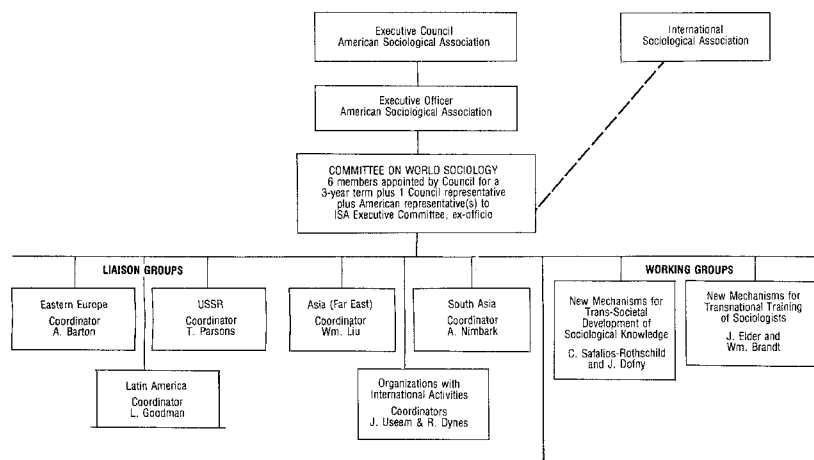 Executive Council
American Sociological Association
International
Sociological Association
Executive Officer
American Sociological Association
COMMITTEE ON WORLD SOCIOLOGY
6 members appointed by Council for a
3-year term plus 1 Council representative
plus American representative(s) to
ISA Executive Committee, ex-officio
LIAISON GROUPS
Eastern Europe
Coordinator
A. Barton
USSR
Coordinator
T. Parsons
Latin America
Coordinator
L. Goodman
Asia (Far East)
Coordinator
Wm. Liu
South Asia
Coordinator
A. Nimbark
Organizations with
International Activities
Coordinators
J. Useem & R. Dynes
WORKING GROUPS
New Mechanisms for
Trans-Societal
Development of
Sociological Knowledge
C. Safalios-Rothschild
and J. Dofny
New Mechanisms for
Transnational Training
of Sociologists
J. Elder and
Wm. Brandt